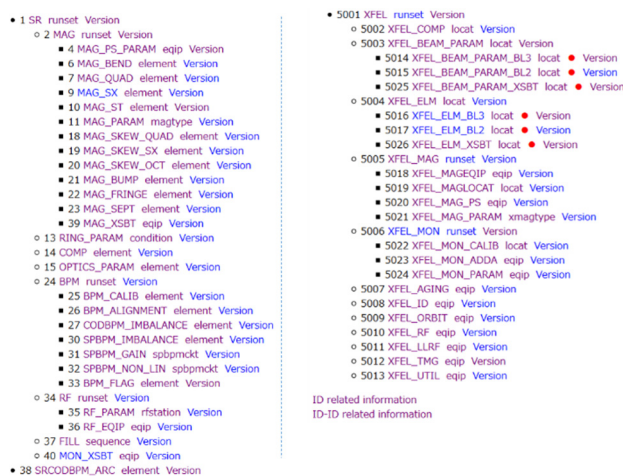 1 SR runset Version
2 MAG runset Version
4 MAG_PS_PARAM eqip Version
6 MAG_BEND element Version
7 MAG_QUAD element Version
9 MAG_SX element Version
10 MAG_ST element Version
11 MAG_PARAM magtype Version
18 MAG_SKEW_QUAD element Version
19 MAG_SKEW_SX element Version
20 MAG_SKEW_OCT element Version
21 MAG_BUMP element Version
22 MAG_FRINGE element Version
23 MAG_SEPT element Version
39 MAG_XSBT eqip Version
13 RING_PARAM condition Version
14 COMP element Version
15 OPTICS_PARAM element Version
24 BPM runset Version
25 BPM_CALIB element Version
26 BPM_ALIGNMENT element Version
27 CODBPM_IMBALANCE element Version
30 SPBPM_IMBALANCE element Version
31 SPBPM_GAIN spbpmckt Version
32 SPBPM_NON_LIN spbpmckt Version
33 BPM_FLAG element Version
34 RF runset Version
35 RF_PARAM rfstation Version
36 RF_EQIP eqip Version
37 FILL sequence Version
40 MON_XSBT eqip Version
38 SRCODBPM_ARC element Version
5001 XFEL runset Version
5002 XFEL_COMP locat Version
5003 XFEL_BEAM_PARAM locat Version
5014 XFEL_BEAM_PARAM_BL3 locat Version
5015 XFEL_BEAM_PARAM_BL2 locat Version
5025 XFEL_BEAM_PARAM_XSBT locat Version
5004 XFEL_ELM locat Version
5016 XFEL_ELM_BL3 locat Version
5017 XFEL_ELM_BL2 locat Version
5026 XFEL_ELM_XSBT locat Version
5005 XFEL_MAG runset Version
5018 XFEL_MAGEQIP eqip Version
5019 XFEL_MAGLOCAT locat Version
5020 XFEL_MAG_PS eqip Version
5021 XFEL_MAG_PARAM xmagtype Version
5006 XFEL_MON runset Version
5022 XFEL_MON_CALIB locat Version
5023 XFEL_MON_ADDA eqip Version
5024 XFEL_MON_PARAM eqip Version
5007 XFEL_AGING eqip Version
5008 XFEL_ID eqip Version
5009 XFEL_ORBIT eqip Version
5010 XFEL_RF eqip Version
5011 XFEL_LLRF eqip Version
5012 XFEL_TMG eqip Version
5013 XFEL_UTIL eqip Version
ID related information
ID-ID related information